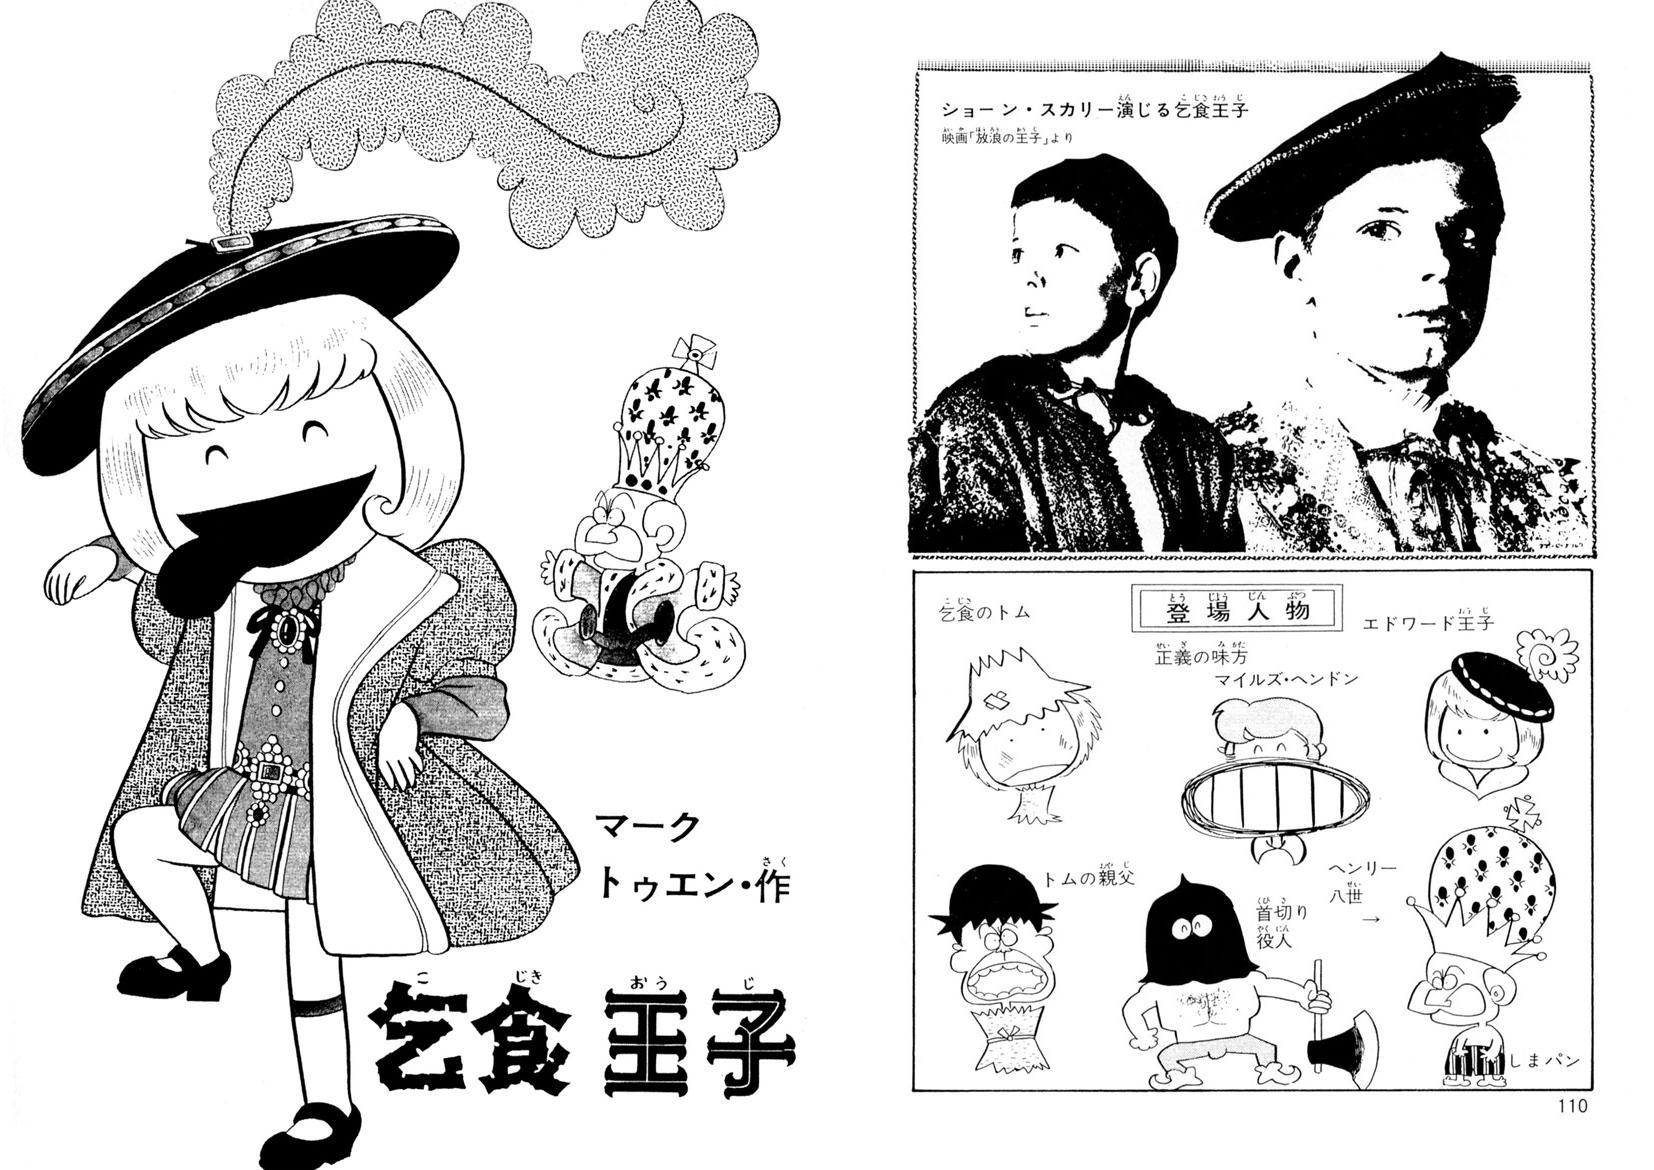 ショーン・スカリー演じる乞食王子
映画「放浪の王子」より
登場人物
エドワード王子
正義の味方
マイルズ・ヘンドン
乞食のトム
ヘンリー
八世
→
しまパン
首切り
役人
トムの親父
110
マーク
トゥエン・作
乞食王子